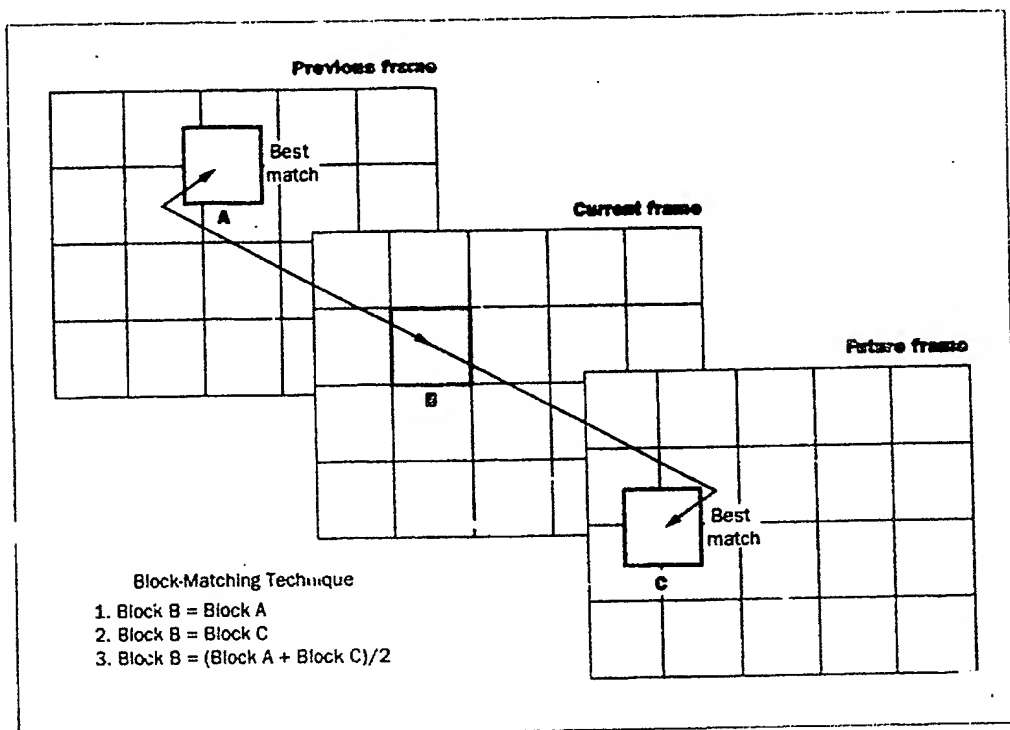 Previous frame
Best
match
A
Current frame
B
Future frame
Best
match
C
Block-Matching Technique
1. Block B = Block A
2. Block B = Block C
3. Block B = (Block A + Block C)/2